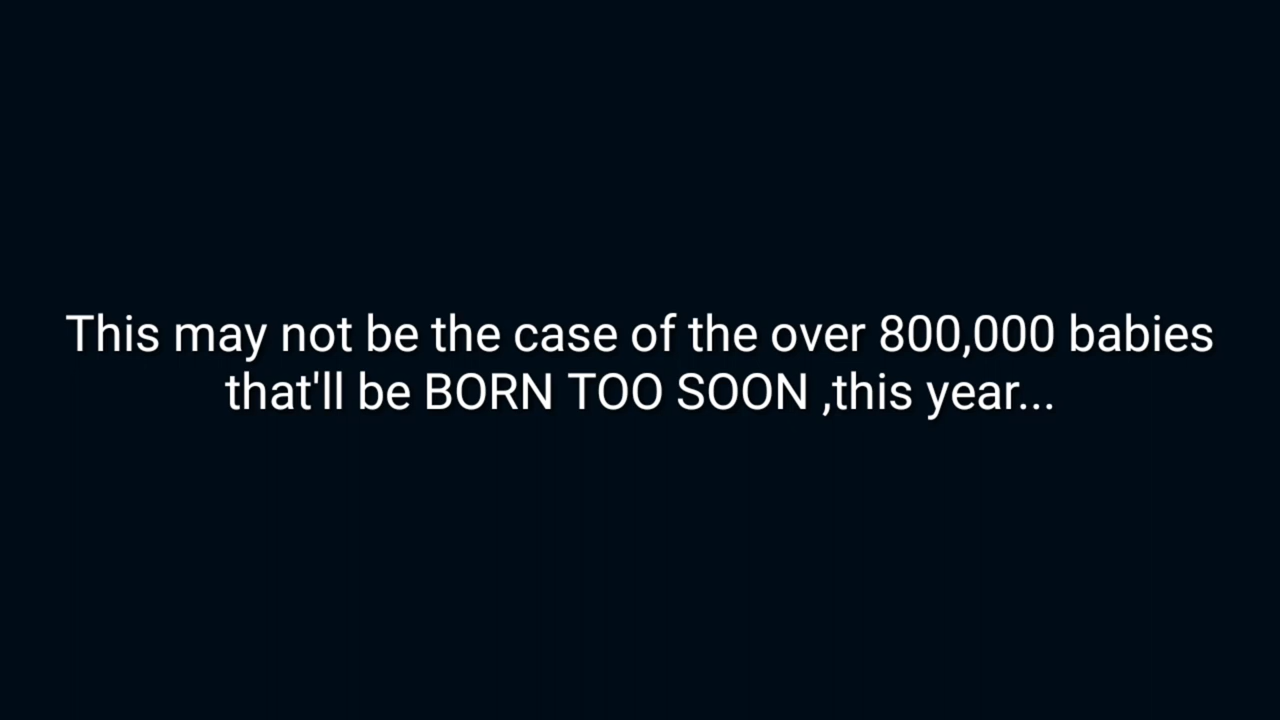 This may not be the case of the over 800,000 babies
that'll be BORN TOO SOON ,this year...